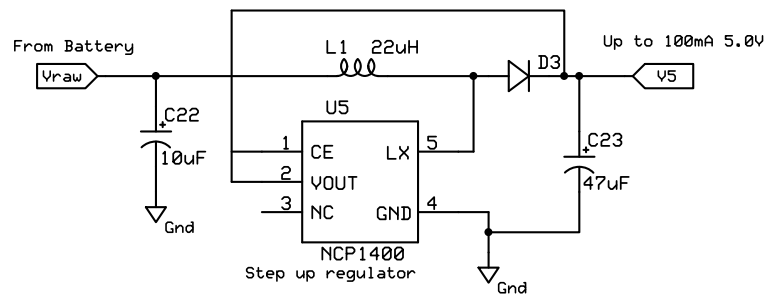 From Battery
L1 22uH
Up to 100mA 5.0V
D3
Vraw
V5
C22
10uF
Gnd
U5
1 CE
2 VOUT
3 NC
LX 5
GND 4
NCP1400
Step up regulator
C23
47uF
Gnd